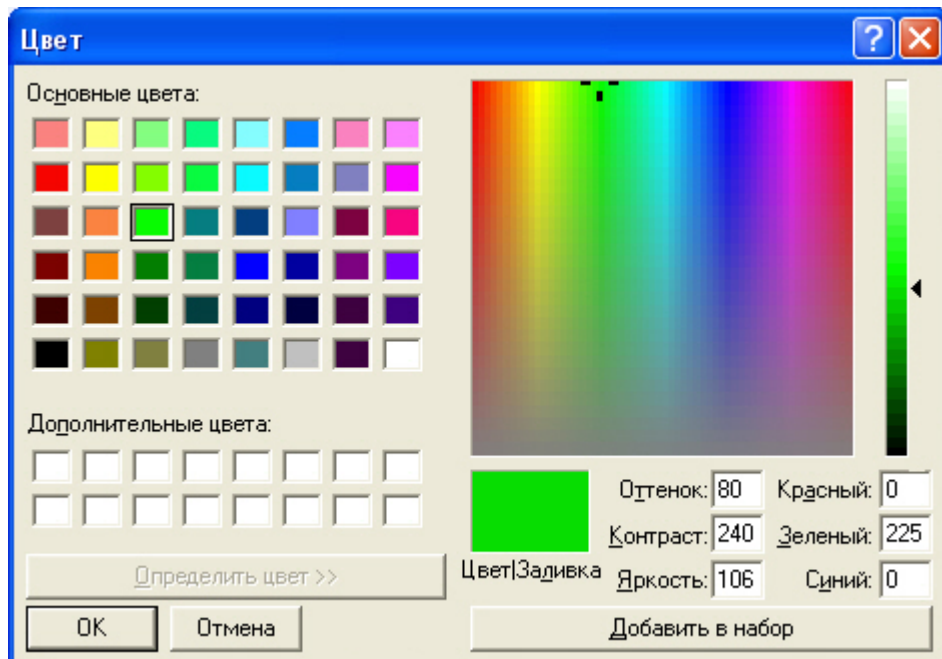 Цвет
Основные цвета:
Дополнительные цвета:
Определить цвет >>
ОК
Отмена
Цвет|Заливка
Оттенок: 80
Контраст: 240
Яркость: 106
Красный: 0
Зеленый: 225
Синий: 0
Добавить в набор